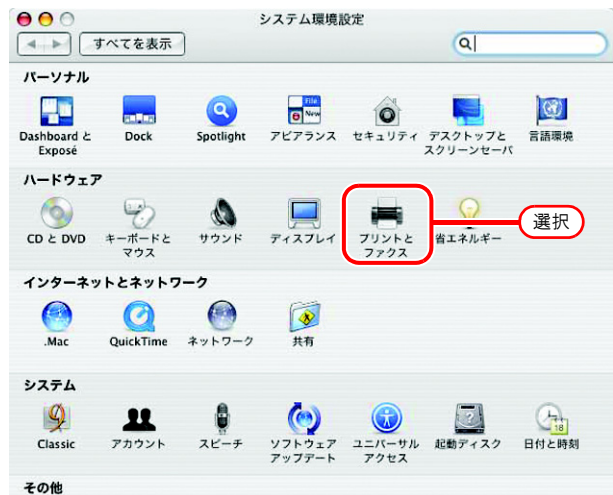 システム環境設定
すべてを表示
パーソナル
Dashboard と
Exposé
Dock
Spotlight
File
New
アピアランス
セキュリティ
デスクトップと
スクリーンセーバ
言語環境
ハードウェア
CD と DVD
キーボードと
マウス
サウンド
ディスプレイ
プリントと
ファクス
省エネルギー
選択
インターネットとネットワーク
.Mac
QuickTime
ネットワーク
共有
システム
9
Classic
アカウント
スピーチ
ソフトウェア
アップデート
ユニバーサル
アクセス
起動ディスク
18
日付と時刻
その他